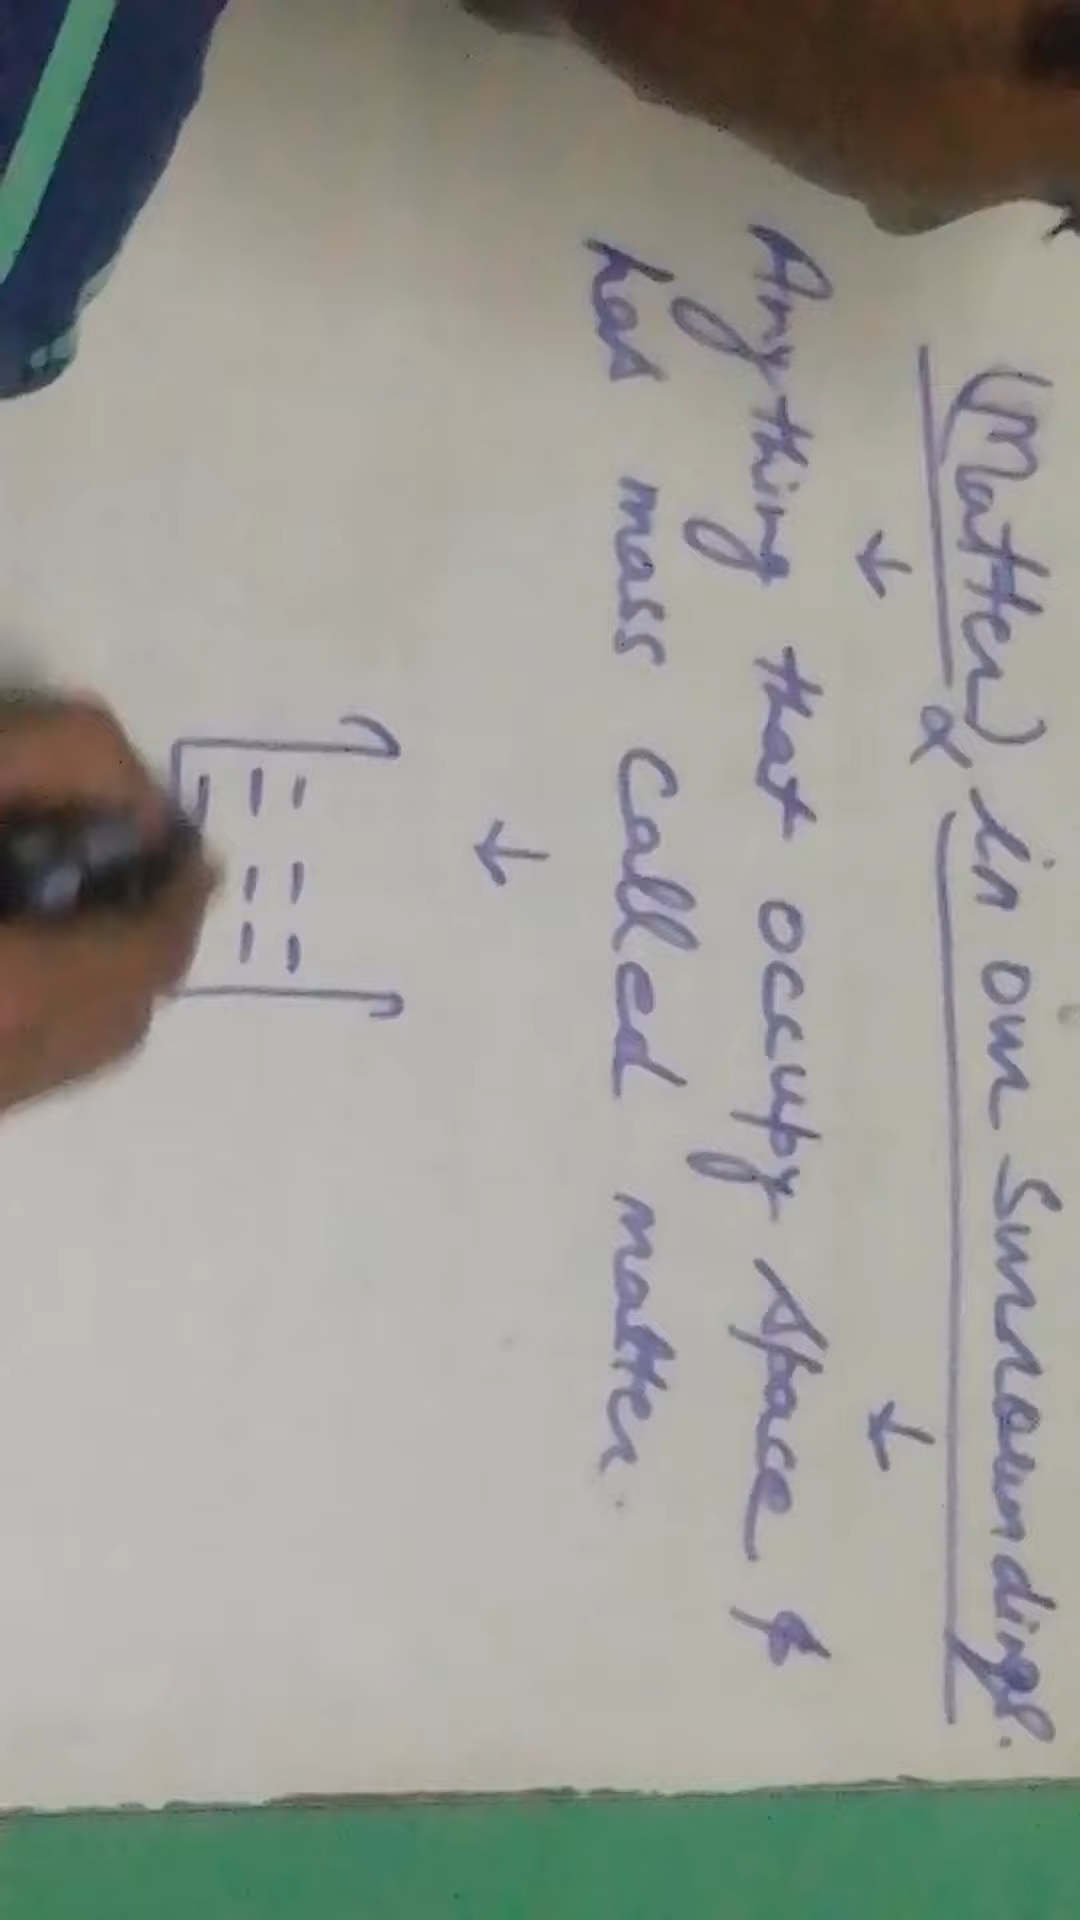 (Matter) in our Surroundings.
Anything that occupy space &
has mass called matter.